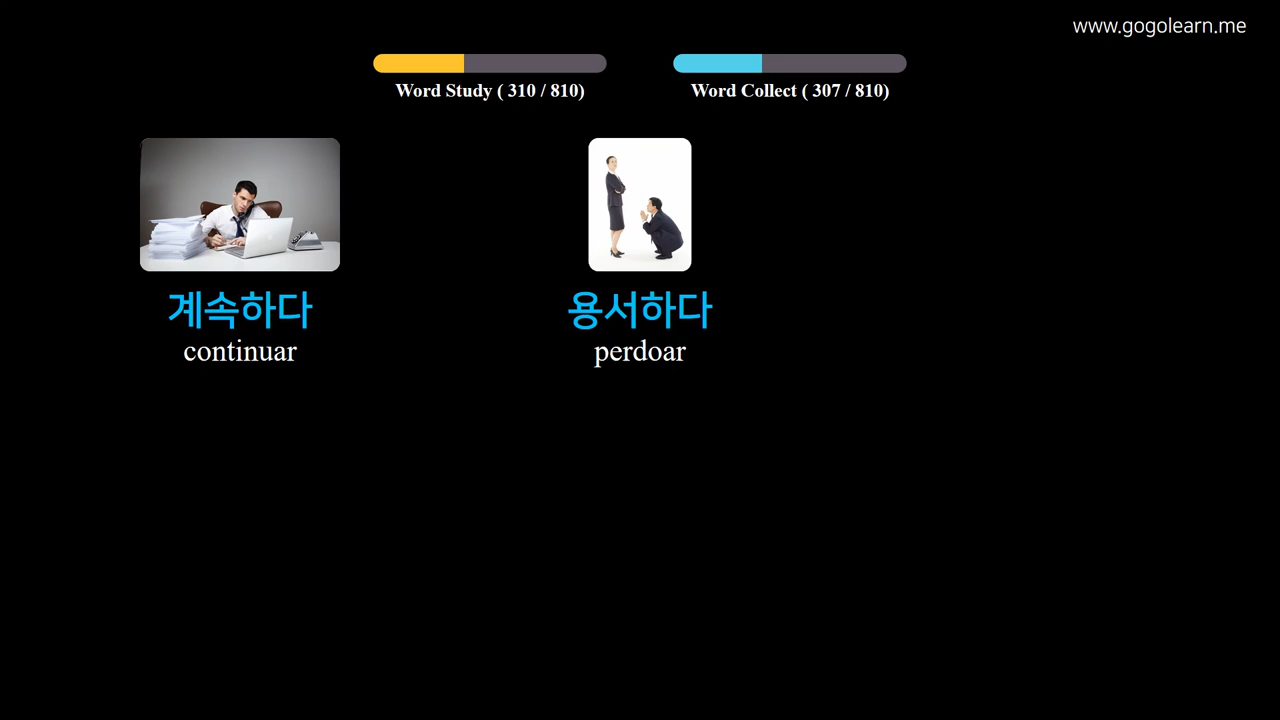 www.gogolearn.me
Word Study ( 310 / 810)
Word Collect ( 307 / 810)
계속하다
continuar
용서하다
perdoar